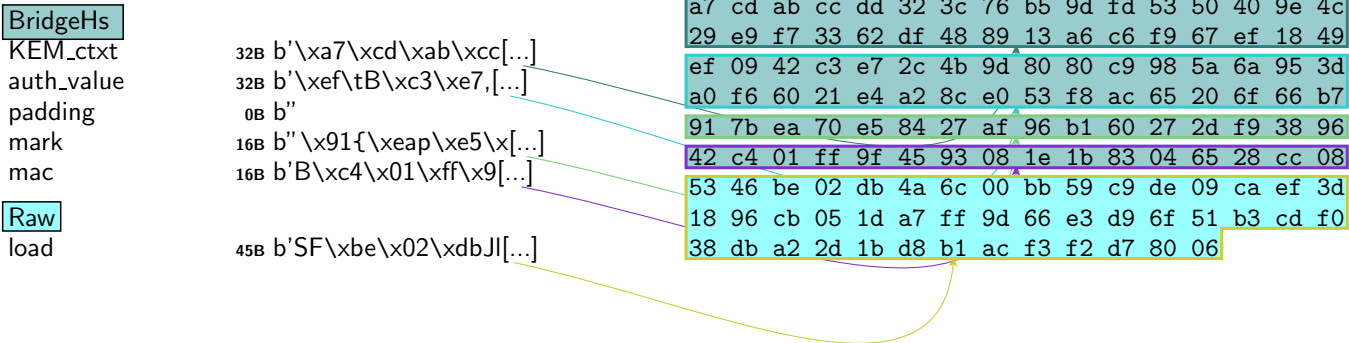 BridgeHs
KEM_ctxt 32B b'\xa7\xcd\xab\xcc[...]
auth_value 32B b'\xef\tB\xc3\xe7,[...]
padding 0B b''
mark 16B b'' \x91{\xeap\xe5\x[...]
mac 16B b'B\xc4\x01\xff\x9[...]
Raw
load 45B b'SF\xbe\x02\xdbJl[...]
a7 cd ab cc dd 32 3c 76 b5 9d fd 53 50 40 9e 4c
29 e9 f7 33 62 df 48 89 13 a6 c6 f9 67 ef 18 49
ef 09 42 c3 e7 2c 4b 9d 80 80 c9 98 5a 6a 95 3d
a0 f6 60 21 e4 a2 8c e0 53 f8 ac 65 20 6f 66 b7
91 7b ea 70 e5 84 27 af 96 b1 60 27 2d f9 38 96
42 c4 01 ff 9f 45 93 08 1e 1b 83 04 65 28 cc 08
53 46 be 02 db 4a 6c 00 bb 59 c9 de 09 ca ef 3d
18 96 cb 05 1d a7 ff 9d 66 e3 d9 6f 51 b3 cd f0
38 db a2 2d 1b d8 b1 ac f3 f2 d7 80 06